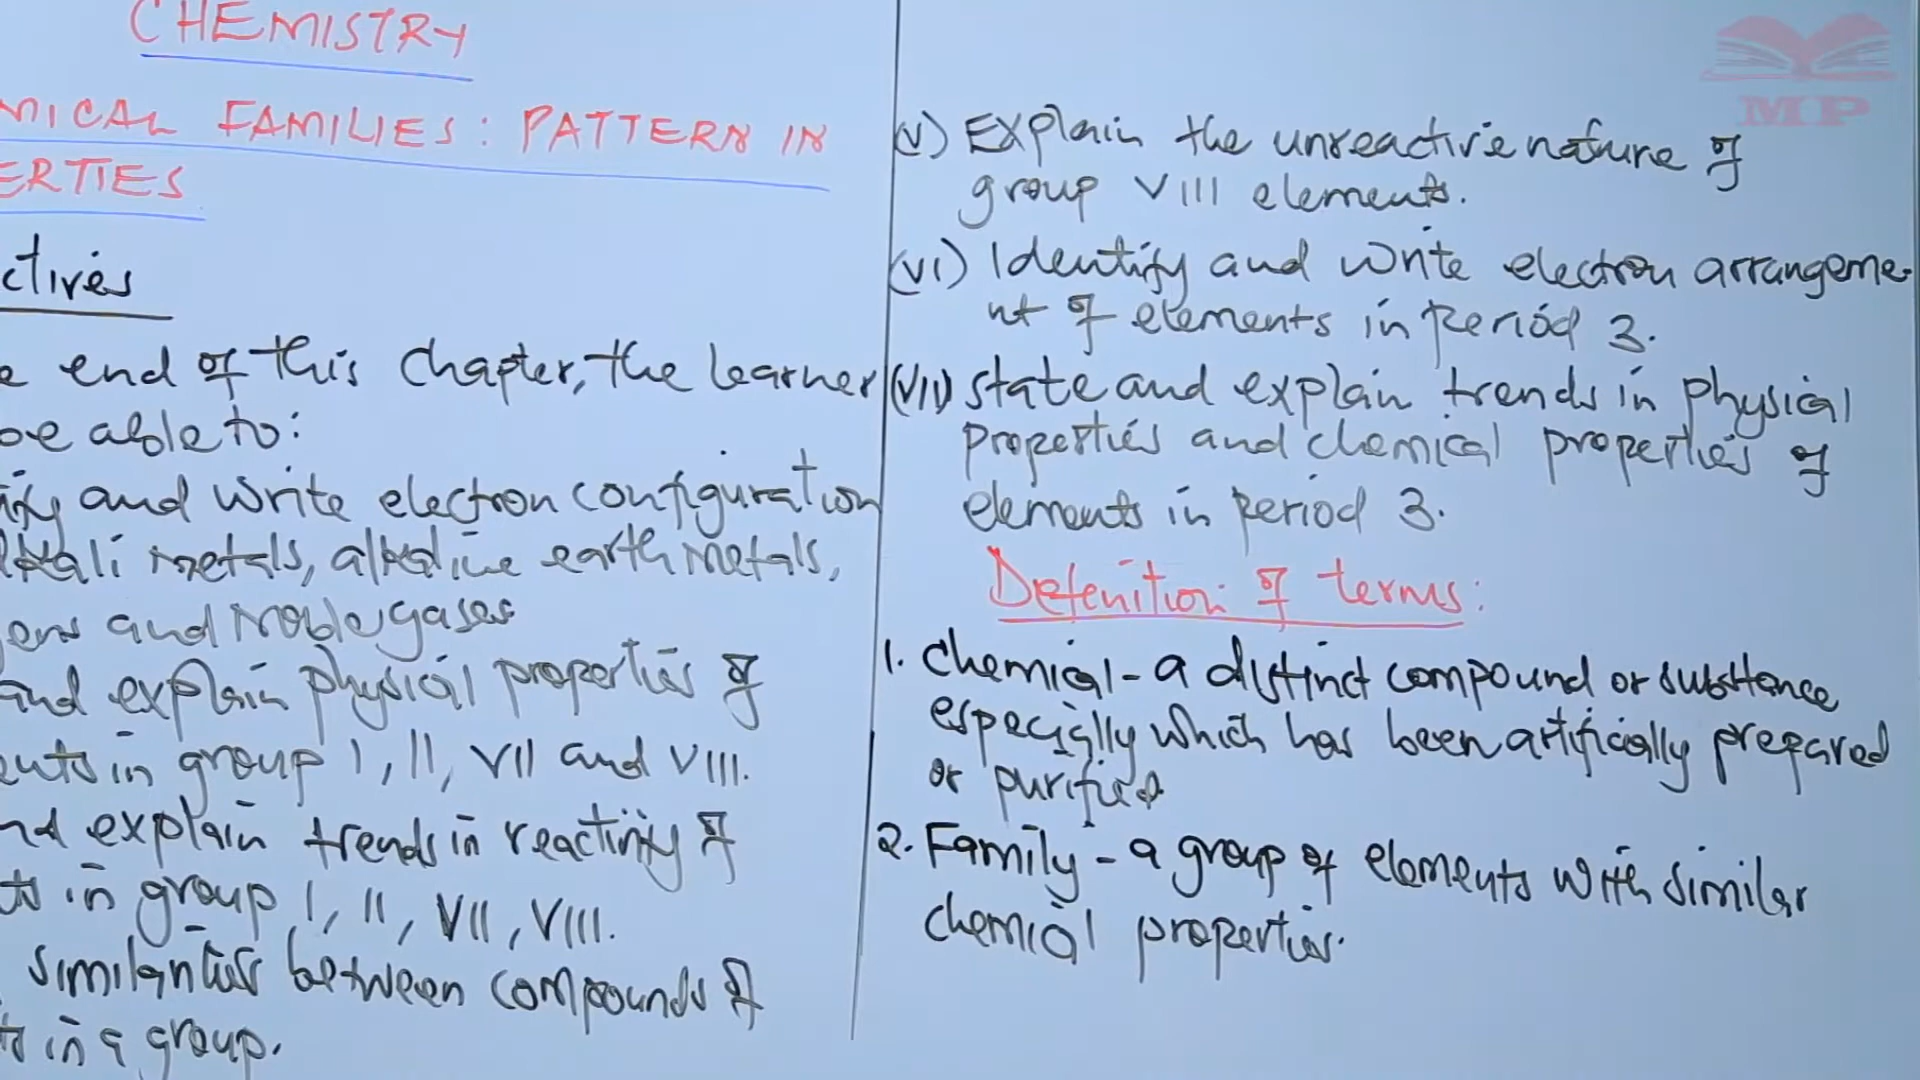 CHEMISTRY
MICAL FAMILIES: PATTERN IN
ERTIES
ctives
e end of this chapter, the learner
be able to:
ify and write electron configuration
lkali metals, alkaline earth metals,
gens and Noble gases
and explain physical properties of
ents in group I, II, VII and VIII.
nd explain trends in reactivity of
ts in group I, II, VII, VIII.
similarities between compounds of
ts in a group.
(v) Explain the unreactive nature of
group VIII elements.
(vi) Identify and write electron arrangeme-
nt of elements in period 3.
(vii) state and explain trends in physical
properties and chemical properties of
elements in period 3.
Defenition of terms:
1. Chemical - a distinct compound or substance
especially which has been artificially prepared
or purified
2. Family - a group of elements with similar
chemical properties.
MP